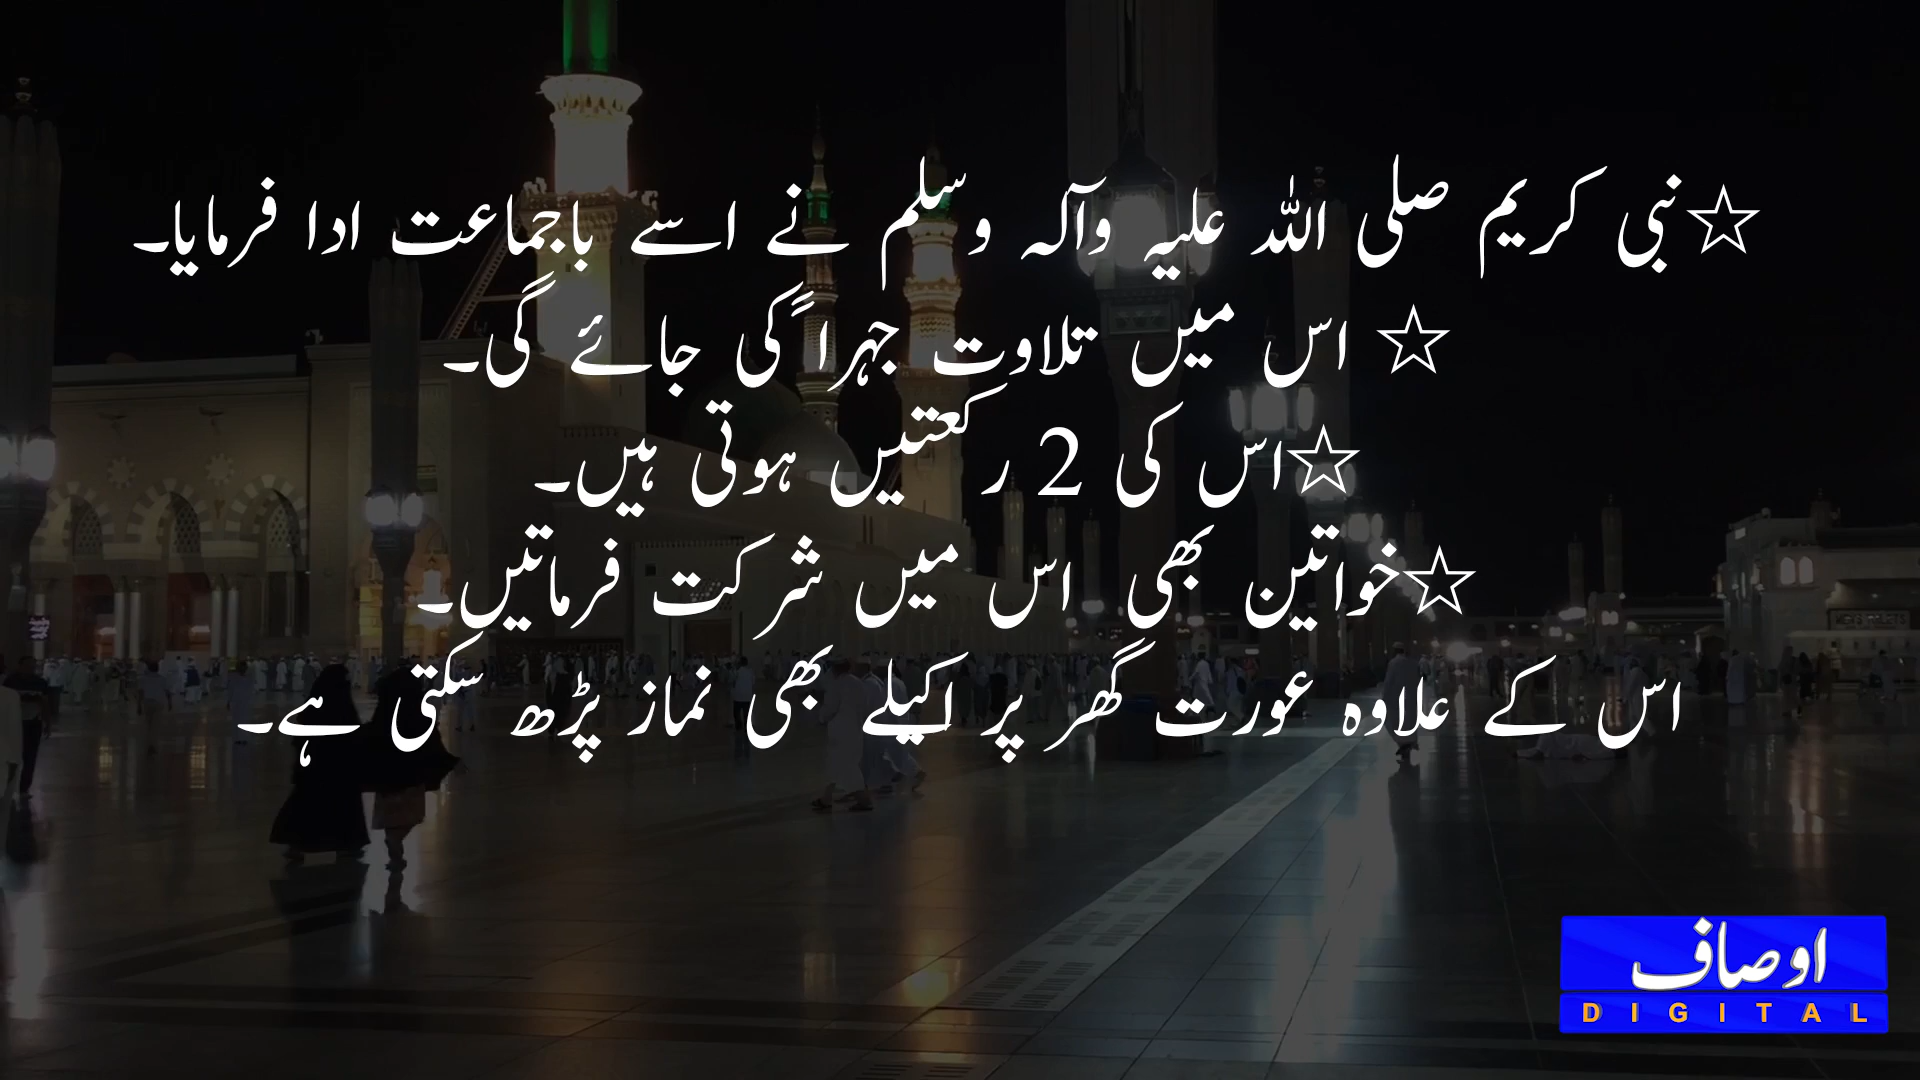 ☆نبی کریم صلی اللہ علیہ وآلہ وسلم نے اسے باجماعت ادا فرمایا۔
☆ اس میں تلاوت جہراً کی جائے گی۔
☆اس کی 2 رکعتیں ہوتی ہیں۔
☆خواتین بھی اس میں شرکت فرماتیں۔
اس کے علاوہ عورت گھر پر اکیلے بھی نماز پڑھ سکتی ہے۔
اوصاف
DIGITAL